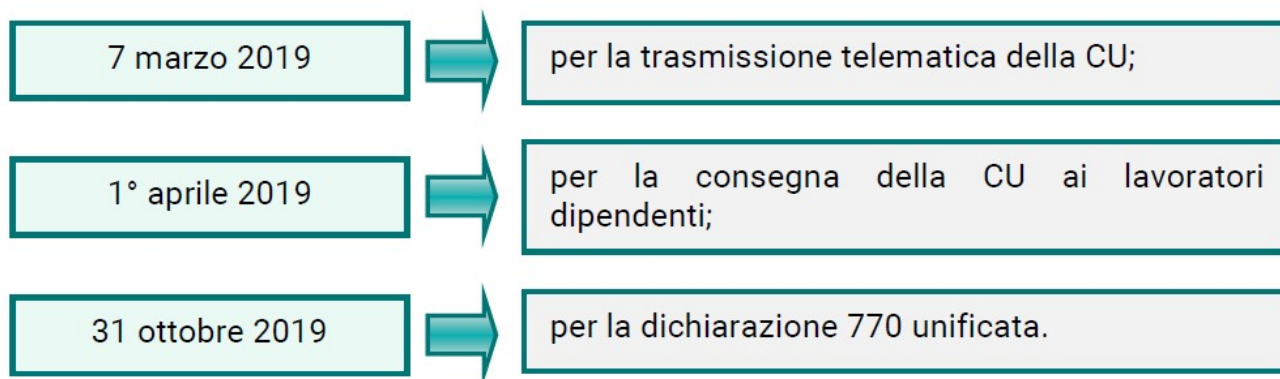 7 marzo 2019
per la trasmissione telematica della CU;
1° aprile 2019
per la consegna della CU ai lavoratori
dipendenti;
31 ottobre 2019
per la dichiarazione 770 unificata.